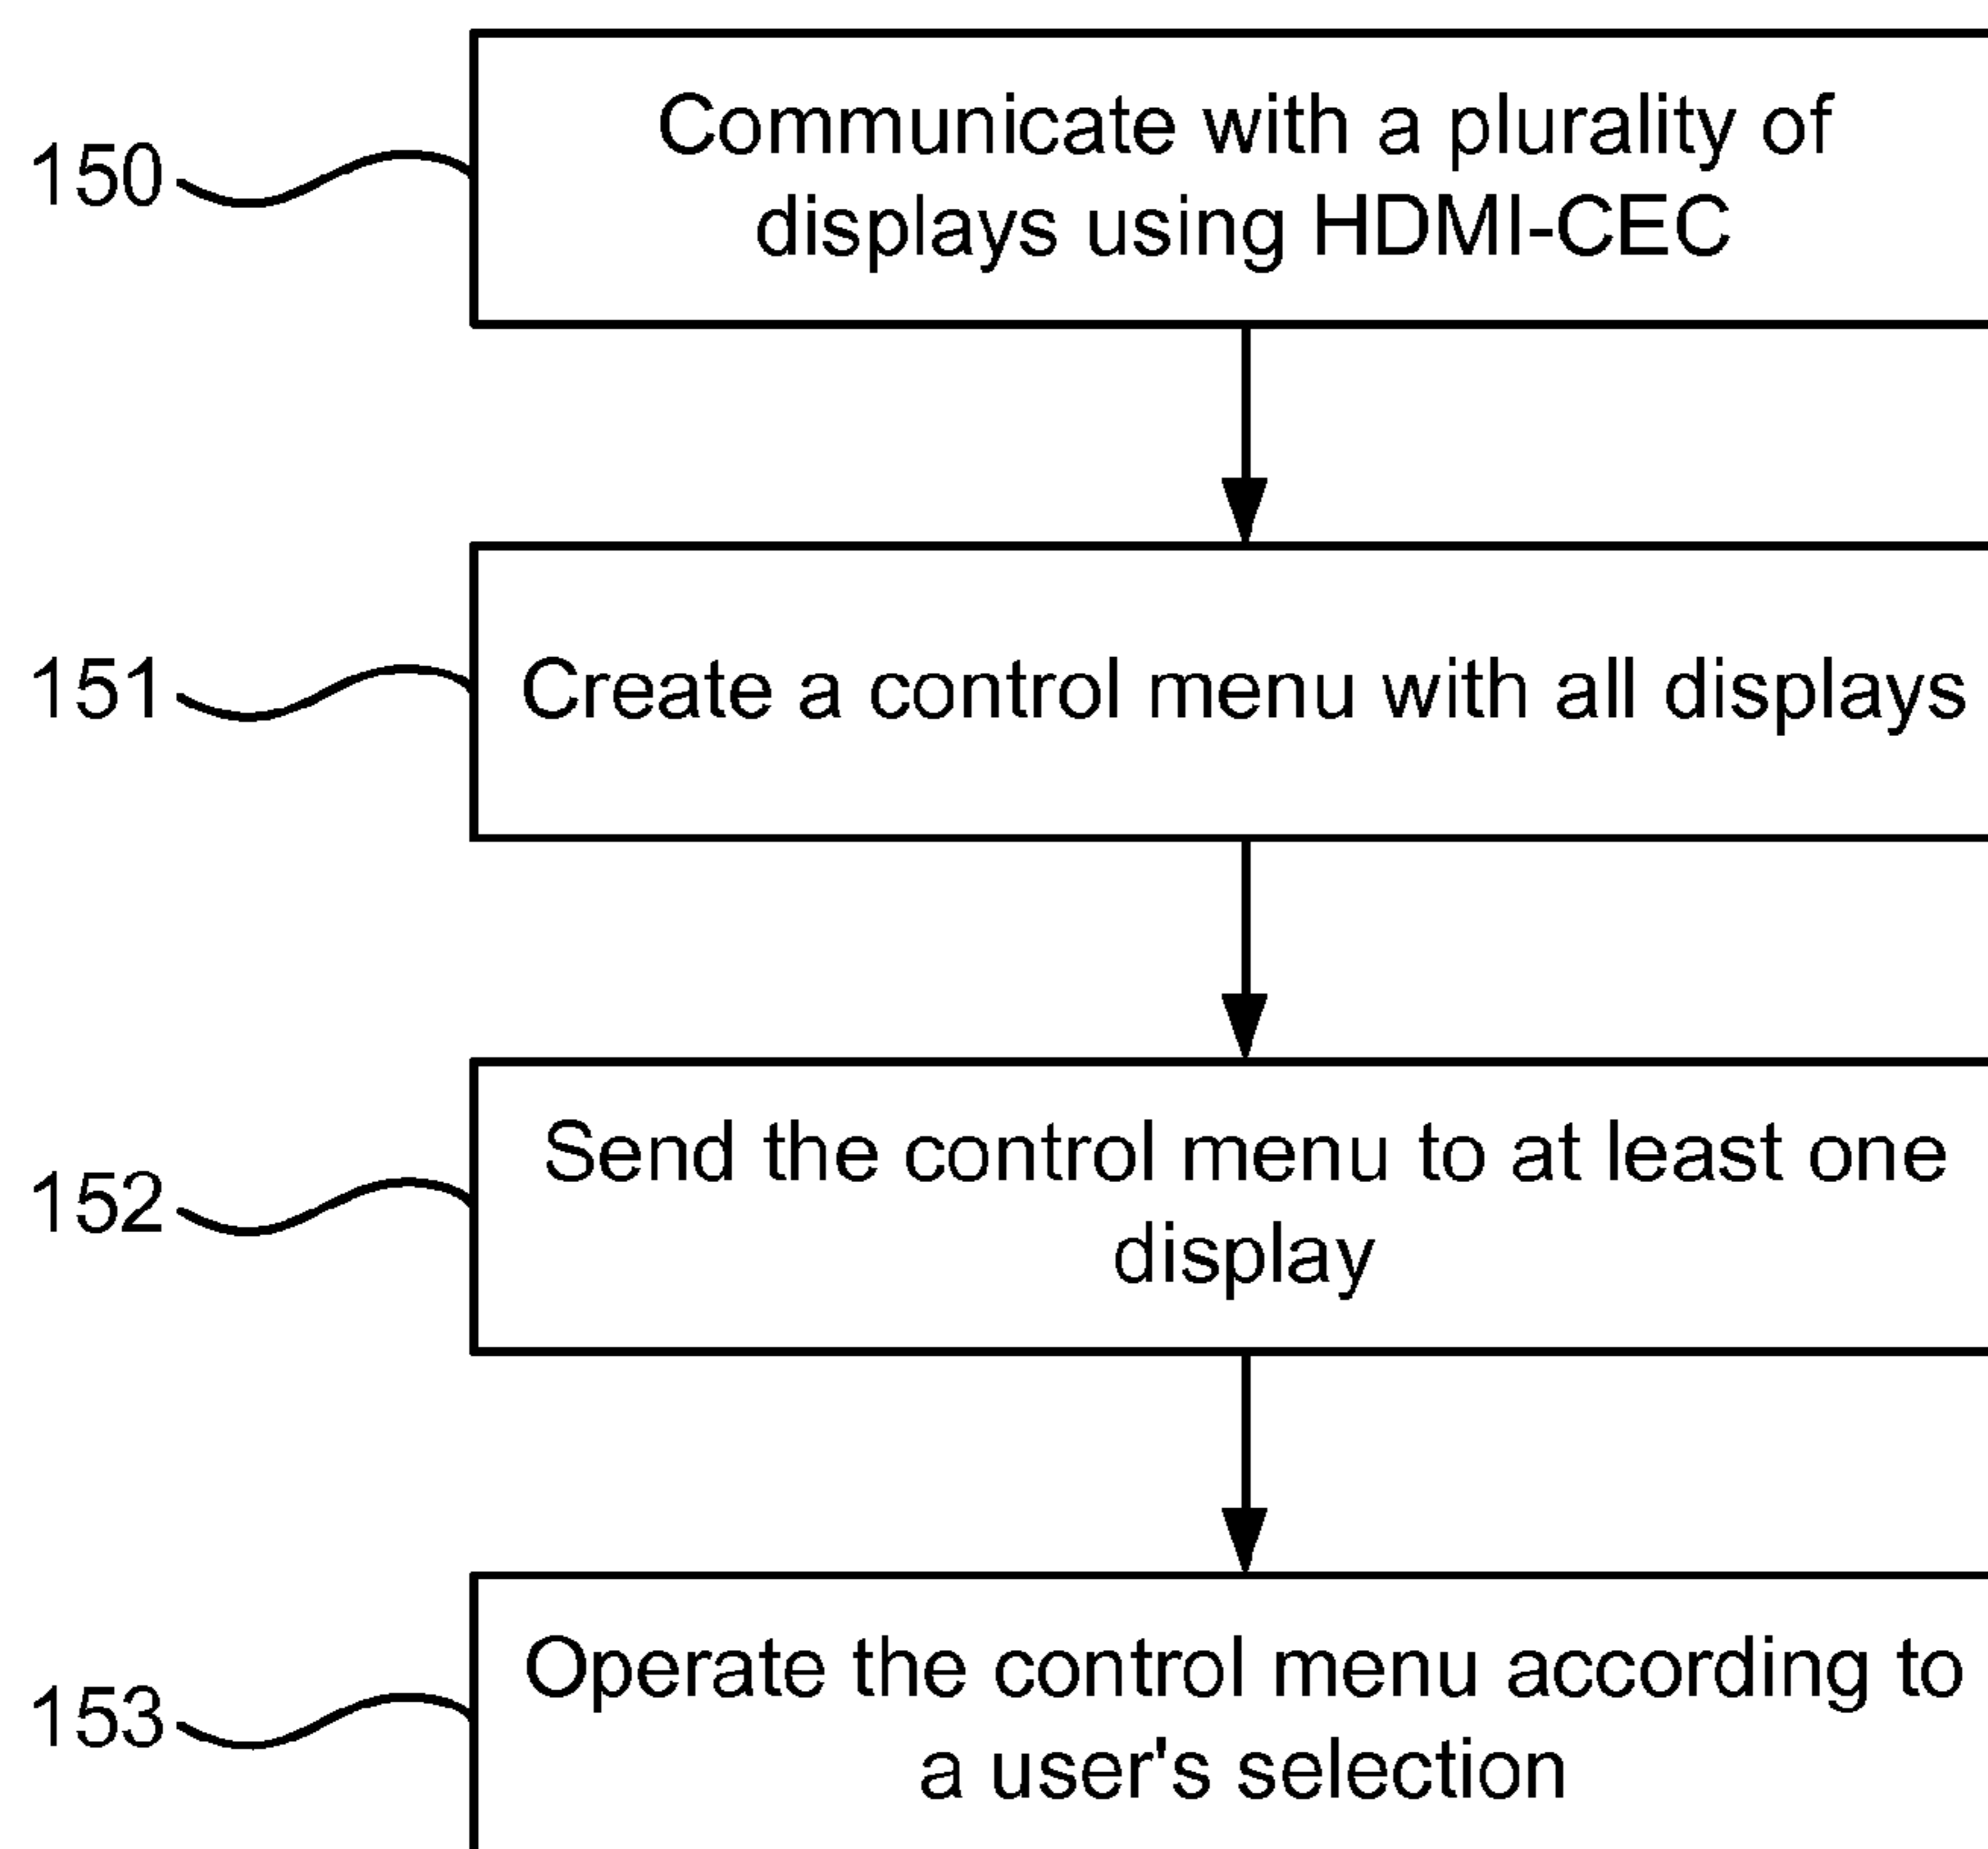 150
Communicate with a plurality of
displays using HDMI-CEC
151
Create a control menu with all displays
152
Send the control menu to at least one
display
153
Operate the control menu according to
a user's selection